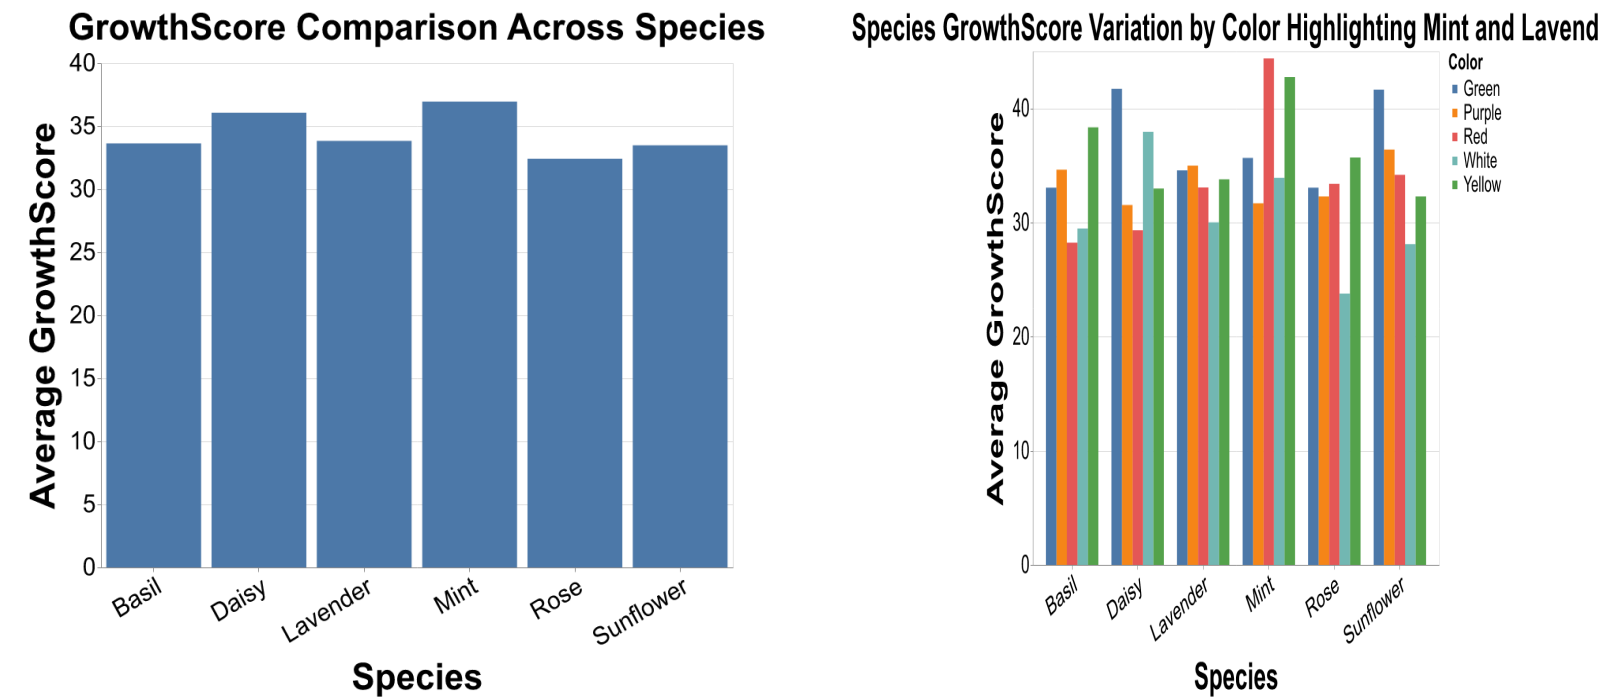 GrowthScore Comparison Across Species
Average GrowthScore
40
35
30
25
20
15
10
5
0
Basil
Daisy
Lavender
Mint
Rose
Sunflower
Species
Species GrowthScore Variation by Color Highlighting Mint and Lavend
Average GrowthScore
40
30
20
10
0
Basil
Daisy
Lavender
Mint
Rose
Sunflower
Species
Color
Green
Purple
Red
White
Yellow